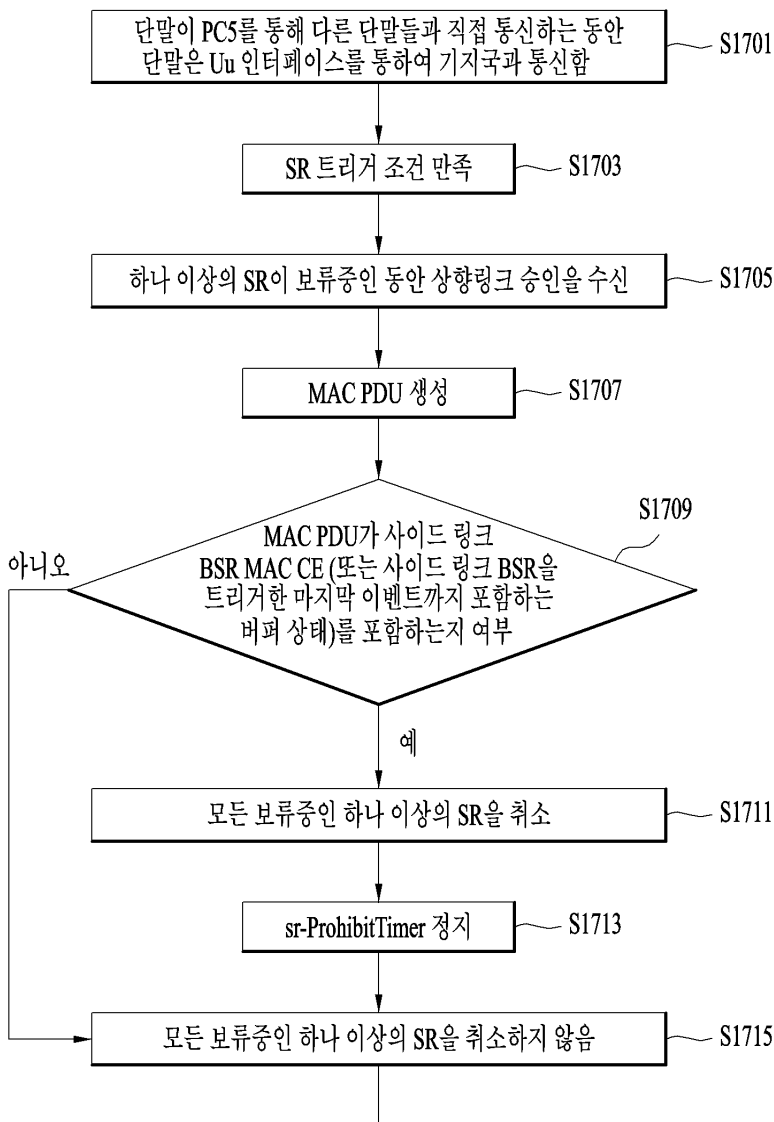 단말이 PC5를 통해 다른 단말들과 직접 통신하는 동안
단말은 Uu 인터페이스를 통하여 기지국과 통신함
S1701
SR 트리거 조건 만족
S1703
하나 이상의 SR이 보류중인 동안 상향링크 승인을 수신
S1705
MAC PDU 생성
S1707
MAC PDU가 사이드 링크
BSR MAC CE (또는 사이드 링크 BSR을
트리거한 마지막 이벤트까지 포함하는
버퍼 상태)를 포함하는지 여부
S1709
아니오
예
모든 보류중인 하나 이상의 SR을 취소
S1711
sr-ProhibitTimer 정지
S1713
모든 보류중인 하나 이상의 SR을 취소하지 않음
S1715